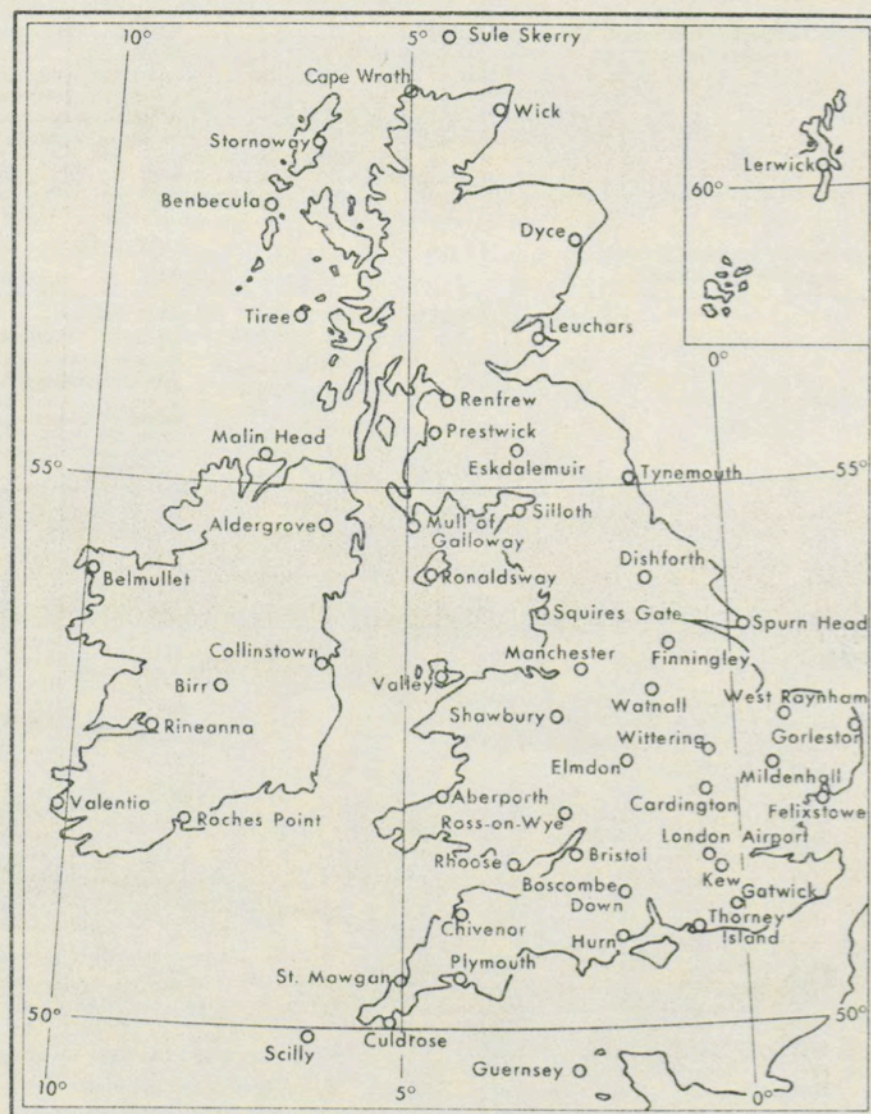 10°
5°
Sule Skerry
Cape Wrath
Wick
Stornoway
Lerwick
60°
Benbecula
Dyce
Tiree
Leuchars
0°
Renfrew
Malin Head
Prestwick
Eskdalemuir
55°
Tynemouth
55°
Aldergrove
Mull of
Galloway
Silloth
Belmullet
Ronaldsway
Dishforth
Squires Gate
Spurn Head
Collinstown
Manchester
Finningley
Birr
Valley
Watnall
West Raynham
Rineanna
Shawbury
Wittering
Gorleston
Elmdon
Mildenhall
Valentia
Aberporth
Cardington
Felixstowe
Roches Point
Ross-on-Wye
London Airport
Rhoose
Bristol
Kew
Boscombe
Down
Gatwick
Chivenor
Hurn
Thorney
Island
St. Mawgan
Plymouth
50°
50°
Scilly
Culdrose
Guernsey
10°
5°
0°